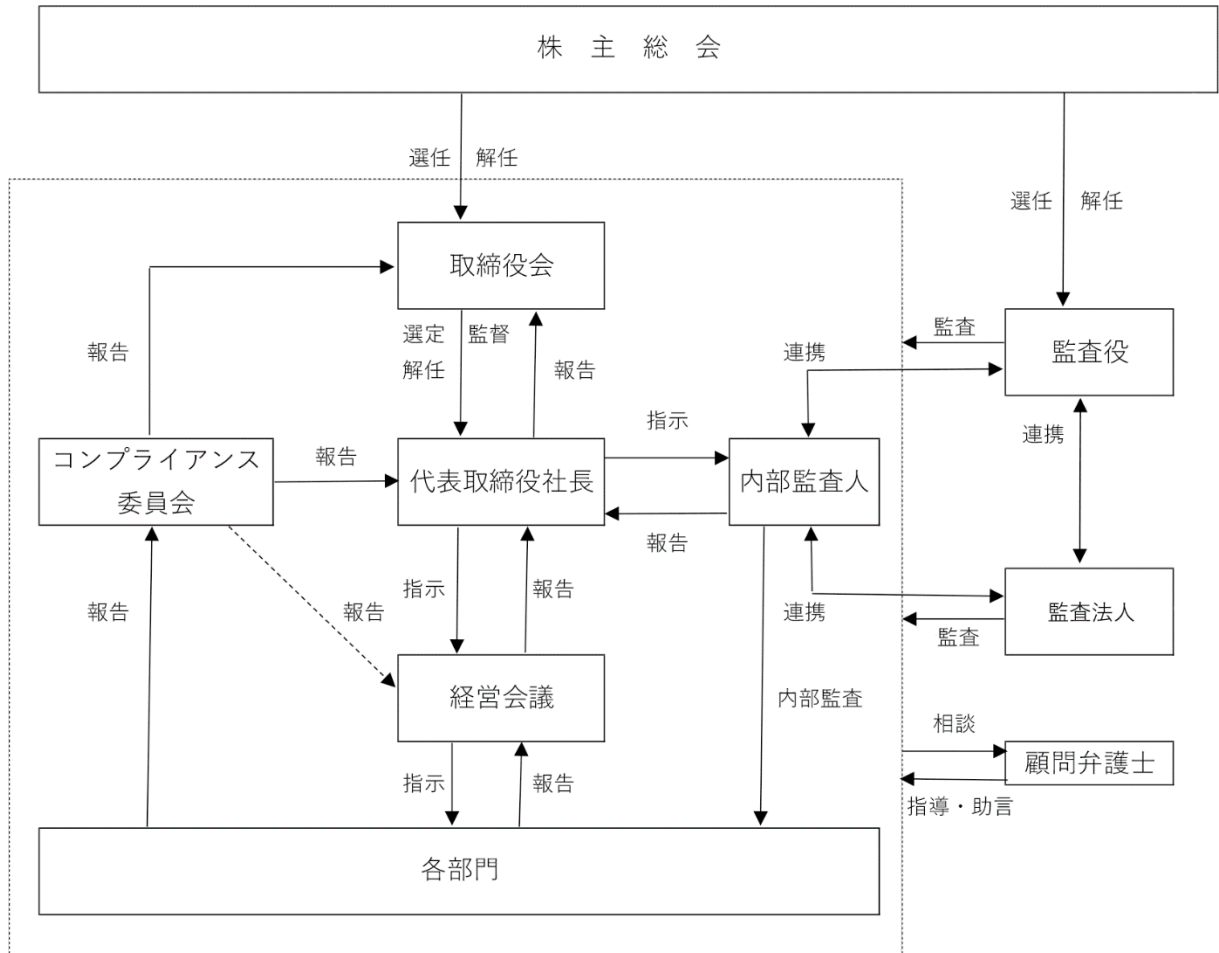 株 主 総 会
選任 解任
選任 解任
取締役会
報告
選定 監督
解任
報告
連携
監査
監査役
連携
コンプライアンス
委員会
報告
代表取締役社長
指示
報告
内部監査人
報告
報告
指示
報告
連携
監査法人
監査
経営会議
内部監査
指示
報告
相談
顧問弁護士
指導・助言
各部門